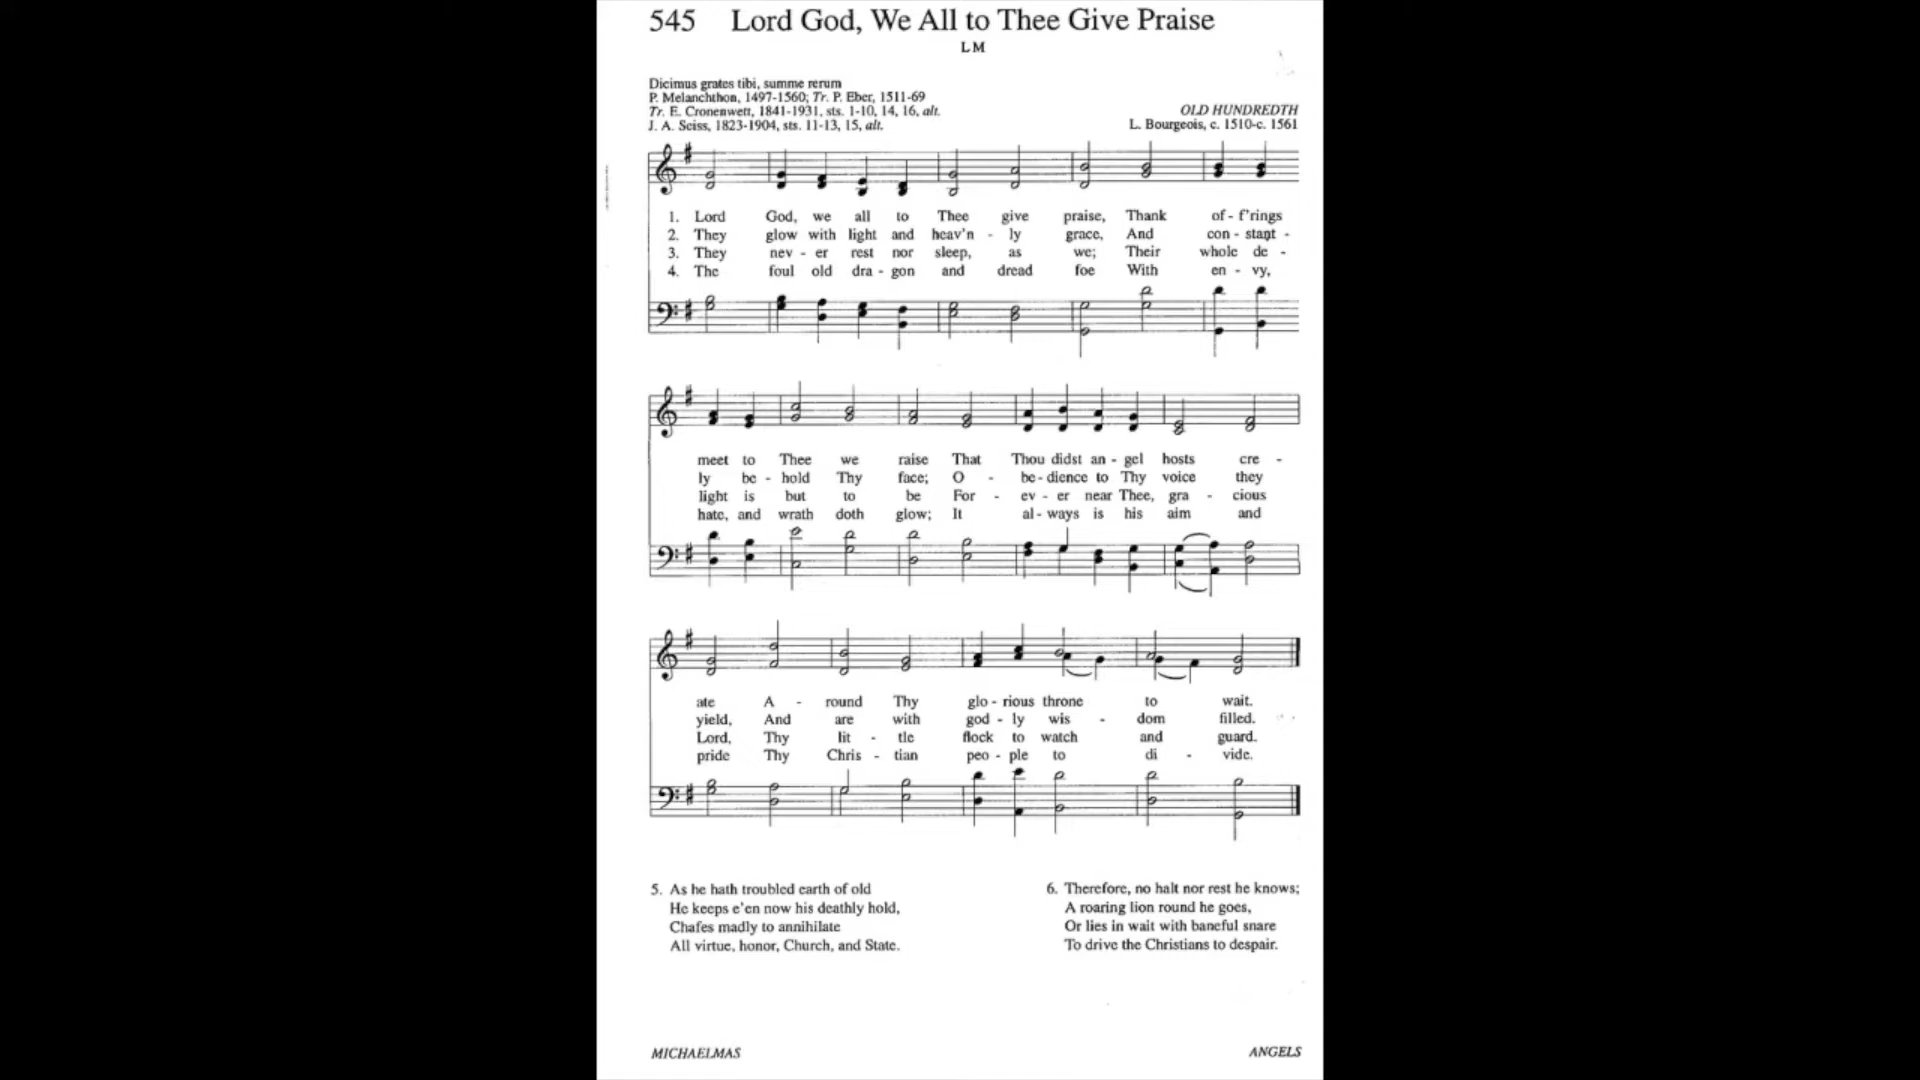 545 Lord God, We All to Thee Give Praise
LM
Dicimus grates tibi, summe rerum
P. Melanchthon, 1497-1560; Tr. P. Eber, 1511-69
Tr. E. Cronenwett, 1841-1931, sts. 1-10, 14, 16, alt.
J. A. Seiss, 1823-1904, sts. 11-13, 15, alt.
OLD HUNDREDTH
L. Bourgeois, c. 1510-c. 1561
1. Lord God, we all to Thee give praise, Thank of - f'rings
2. They glow with light and heav'n - ly grace, And con - stant -
3. They nev - er rest nor sleep, as we; Their whole de -
4. The foul old dra - gon and dread foe With en - vy,
meet to Thee we raise That Thou didst an - gel hosts cre -
ly be - hold Thy face; O - be - dience to Thy voice they
light is but to be For - ev - er near Thee, gra - cious
hate, and wrath doth glow; It al - ways is his aim and
ate A - round Thy glo - rious throne to wait.
yield, And are with god - ly wis - dom filled.
Lord, Thy lit - tle flock to watch and guard.
pride Thy Chris - tian peo - ple to di - vide.
5. As he hath troubled earth of old
He keeps e'en now his deathly hold,
Chafes madly to annihilate
All virtue, honor, Church, and State.
6. Therefore, no halt nor rest he knows;
A roaring lion round he goes,
Or lies in wait with baneful snare
To drive the Christians to despair.
MICHAELMAS
ANGELS